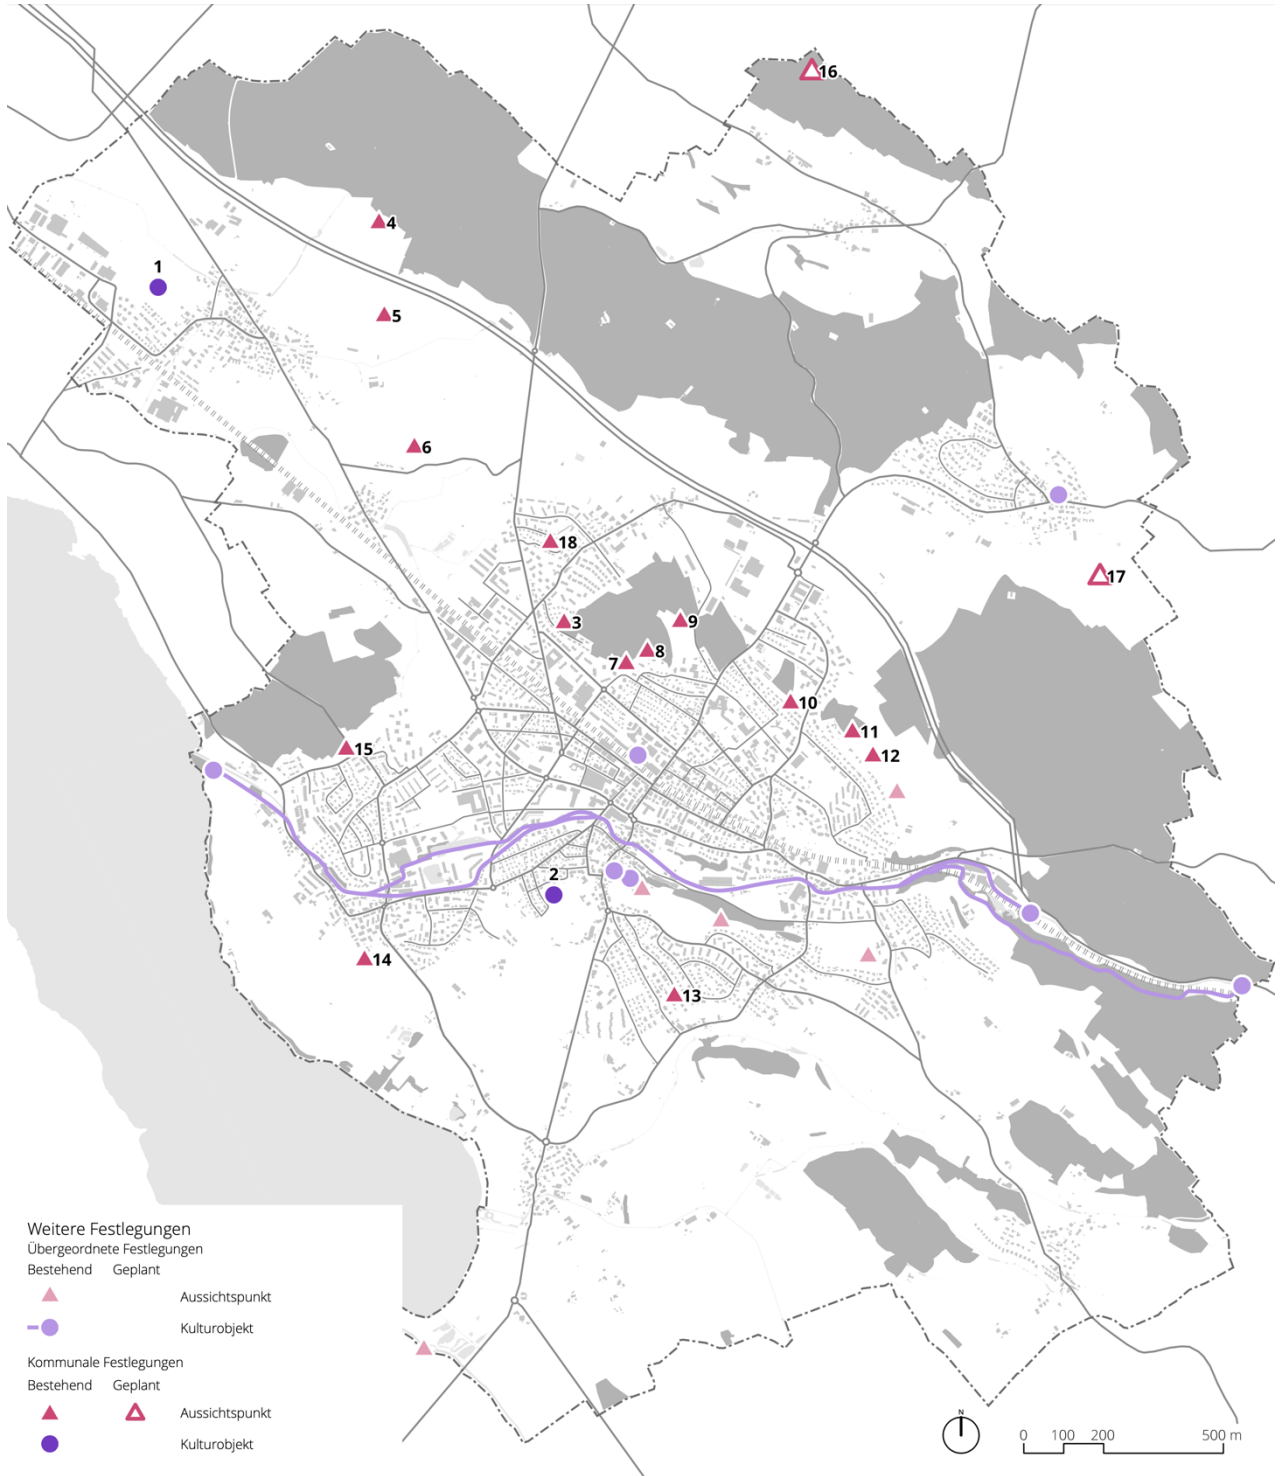 16
4
1
5
6
18
17
3
9
8
7
10
11
15
12
2
14
13
Weitere Festlegungen
Übergeordnete Festlegungen
Bestehend Geplant
Aussichtspunkt
Kulturobjekt
Kommunale Festlegungen
Bestehend Geplant
Aussichtspunkt
Kulturobjekt
N
0 100 200 500 m